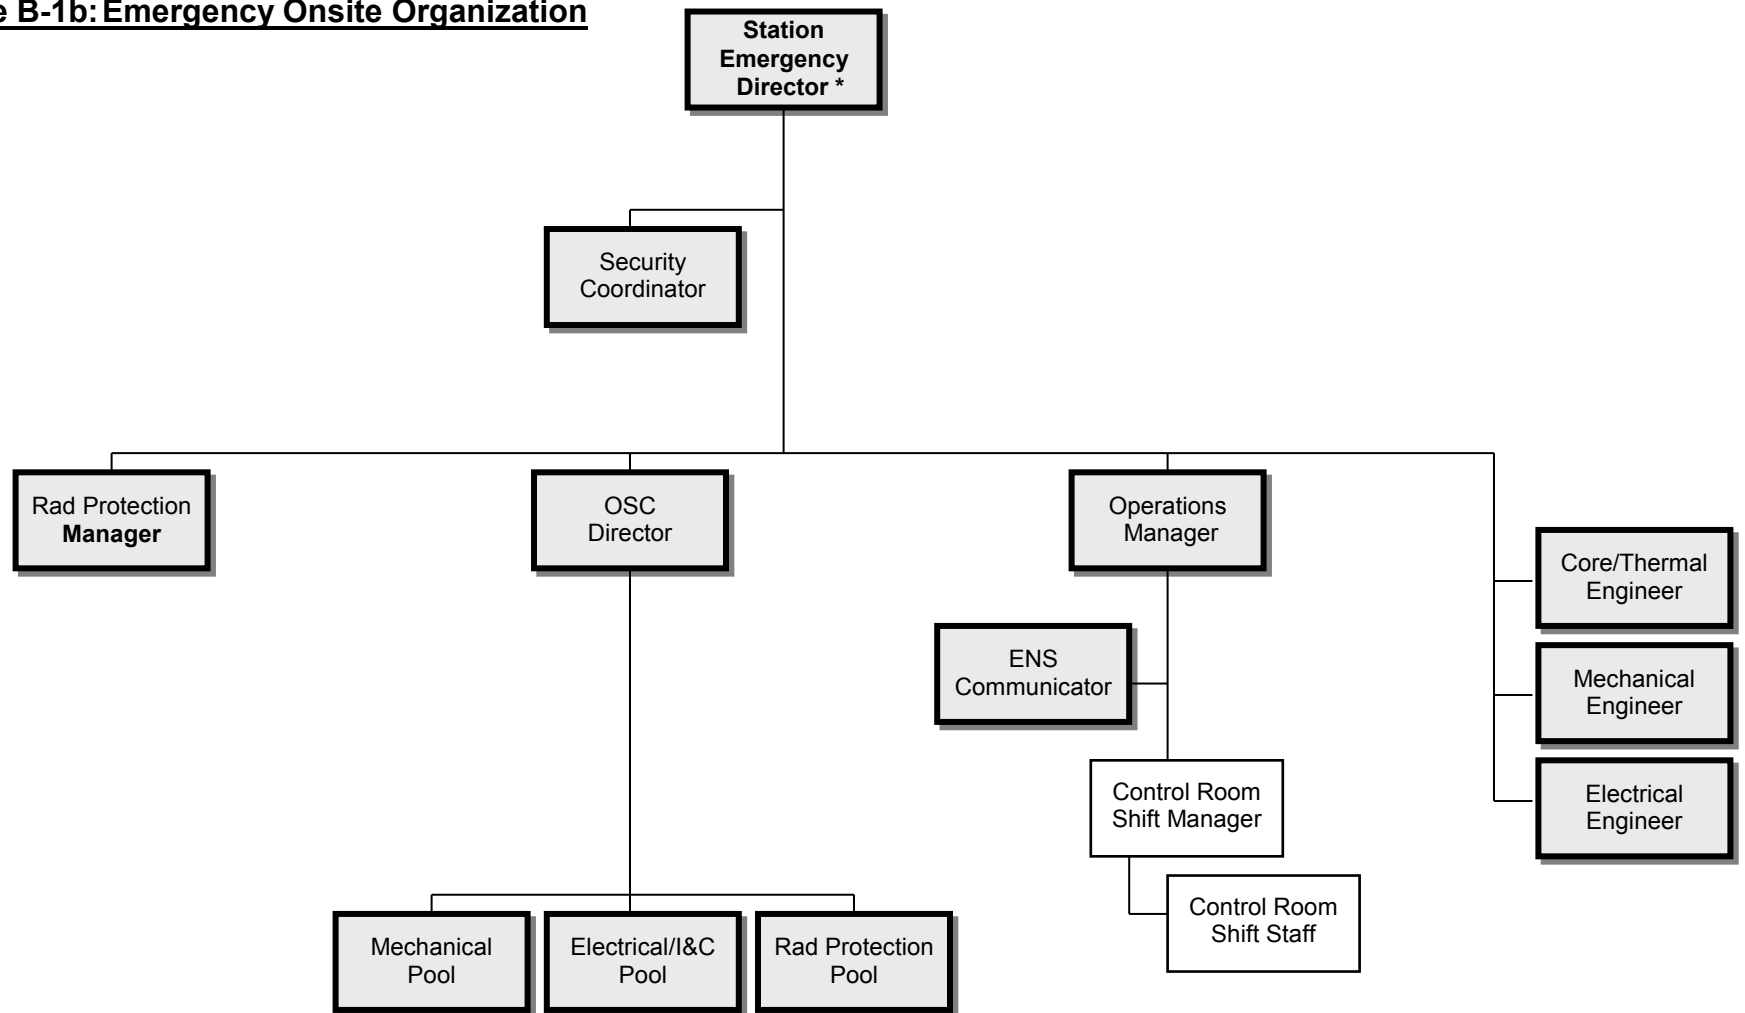 e B-1b: Emergency Onsite Organization
Station
Emergency
Director *
Security
Coordinator
Rad Protection
Manager
OSC
Director
Operations
Manager
Core/Thermal
Engineer
ENS
Communicator
Mechanical
Engineer
Control Room
Shift Manager
Electrical
Engineer
Control Room
Shift Staff
Mechanical
Pool
Electrical/I&C
Pool
Rad Protection
Pool